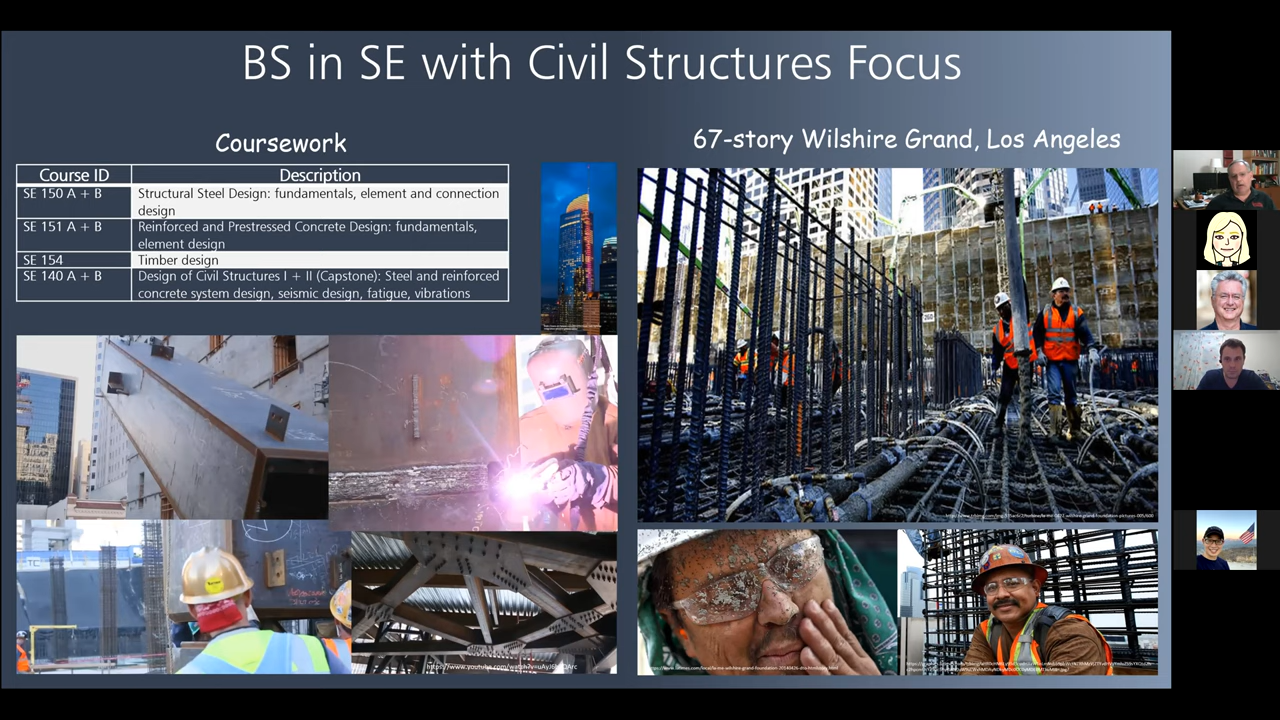 BS in SE with Civil Structures Focus
Coursework
67-story Wilshire Grand, Los Angeles
Course ID Description
SE 150 A + B Structural Steel Design: fundamentals, element and connection
design
SE 151 A + B Reinforced and Prestressed Concrete Design: fundamentals,
element design
SE 154 Timber design
SE 140 A + B Design of Civil Structures I + II (Capstone): Steel and reinforced
concrete system design, seismic design, fatigue, vibrations